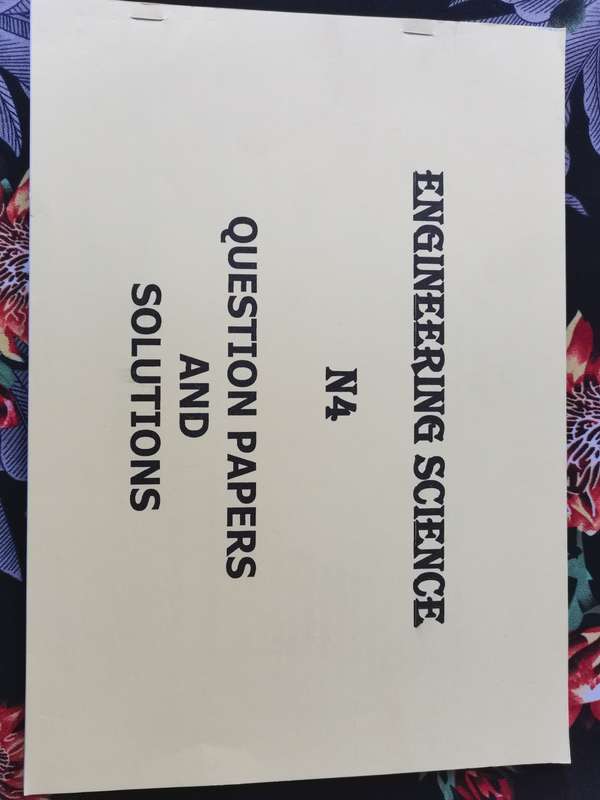 ENGINEERING SCIENCE
N4
QUESTION PAPERS
AND
SOLUTIONS